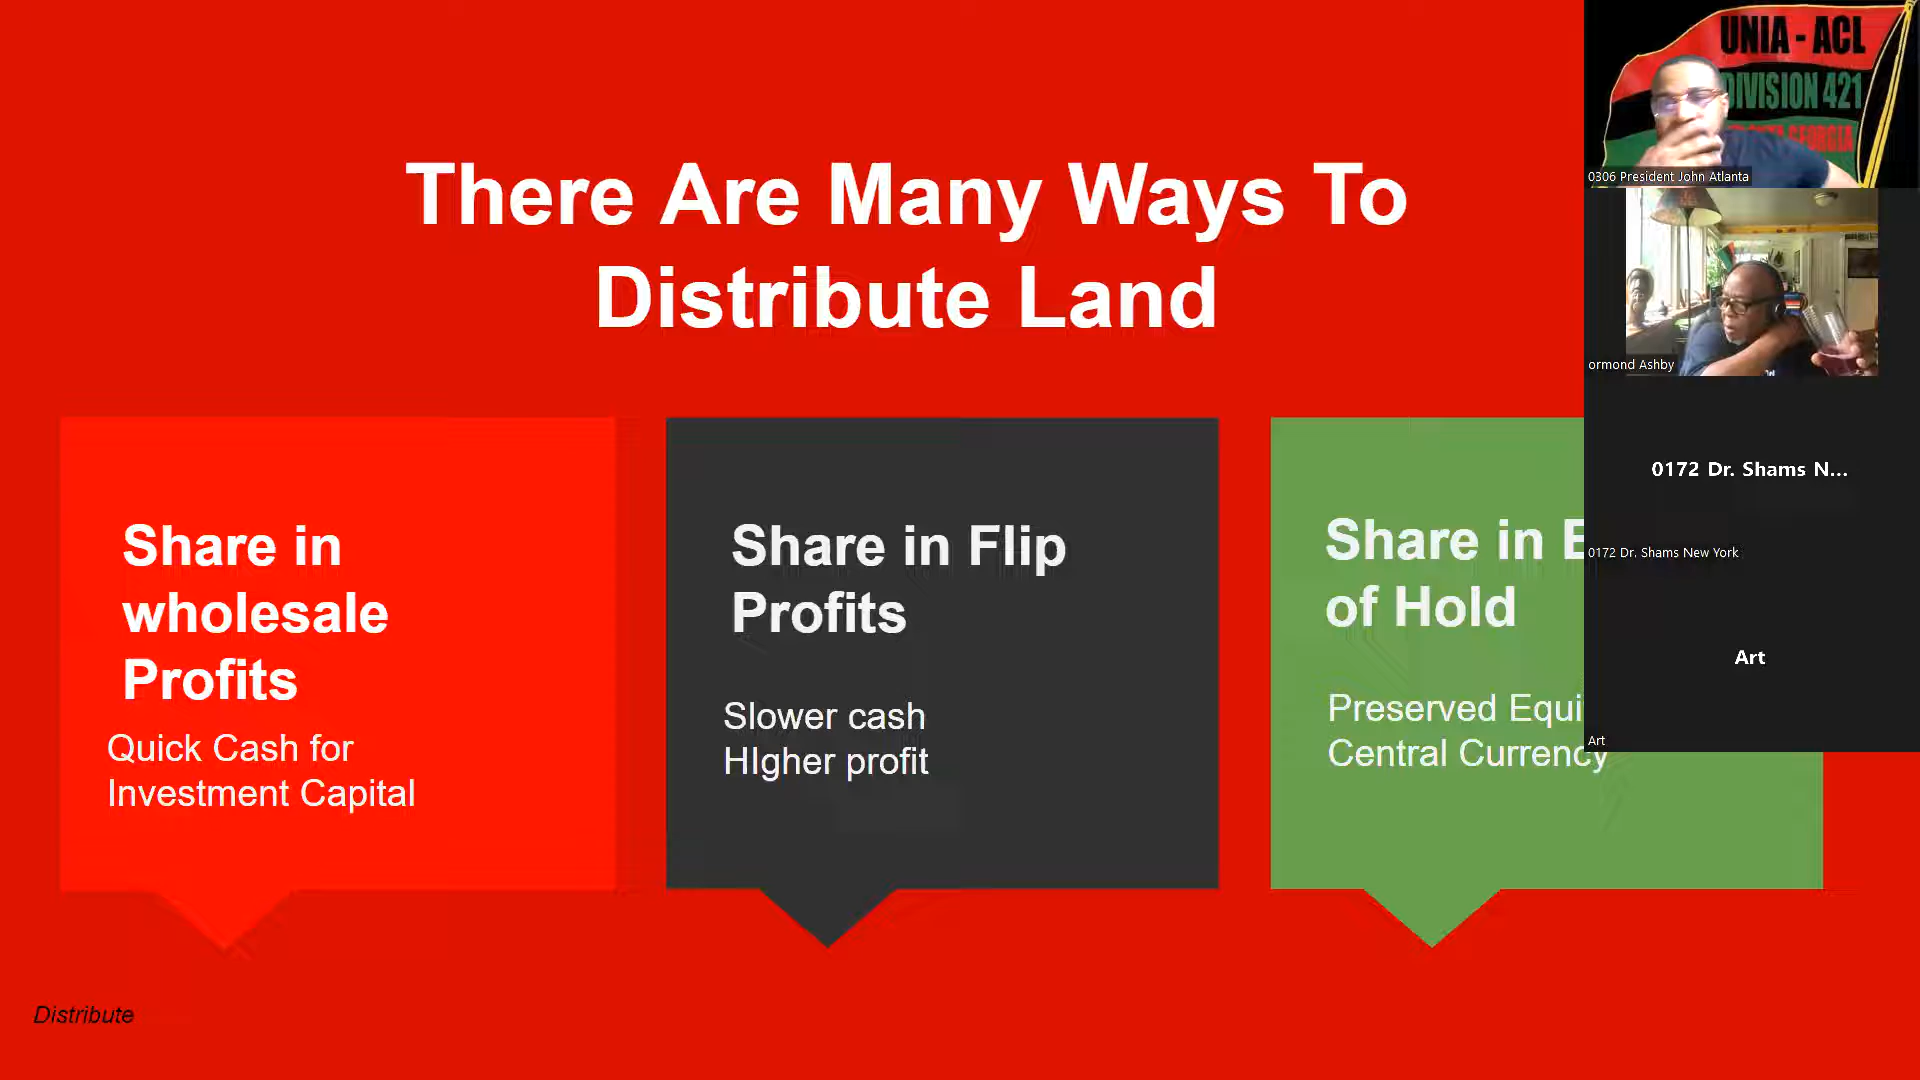 There Are Many Ways To
Distribute Land
Share in
wholesale
Profits
Quick Cash for
Investment Capital
Share in Flip
Profits
Slower cash
HIgher profit
Share in
of Hold
Preserved
Central Currency
Distribute
UNIA - ACL
DIVISION 421
GEORGIA
0306 President John Atlanta
ormond Ashby
0172 Dr. Shams N...
0172 Dr. Shams New York
Art
Art